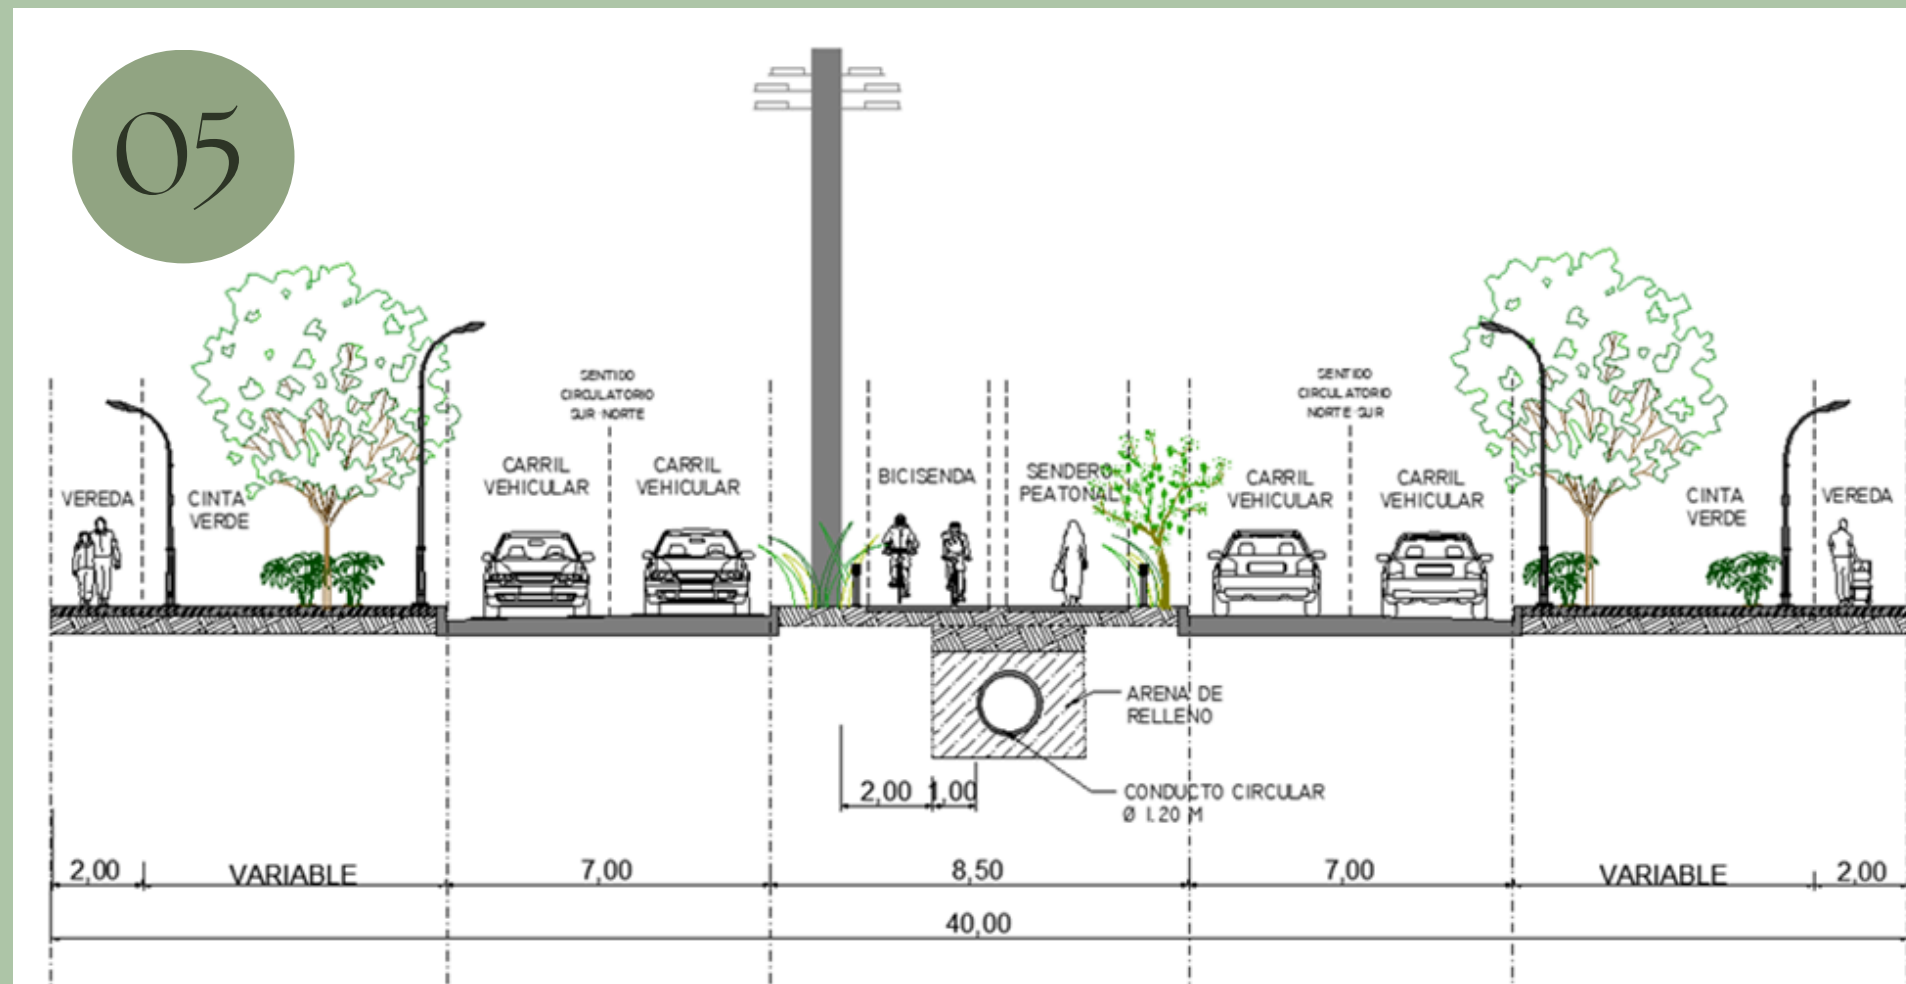 05
SENTIDO
CIRCULATORIO
SUR-NORTE
SENTIDO
CIRCULATORIO
NORTE-SUR
VEREDA
CINTA
VERDE
CARRIL
VEHICULAR
CARRIL
VEHICULAR
BICISENDA
SENDERO
PEATONAL
CARRIL
VEHICULAR
CARRIL
VEHICULAR
CINTA
VERDE
VEREDA
ARENA DE
RELLENO
2,00
1,00
CONDUCTO CIRCULAR
Ø 1.20 M
2,00
VARIABLE
7,00
8,50
7,00
VARIABLE
2,00
40,00